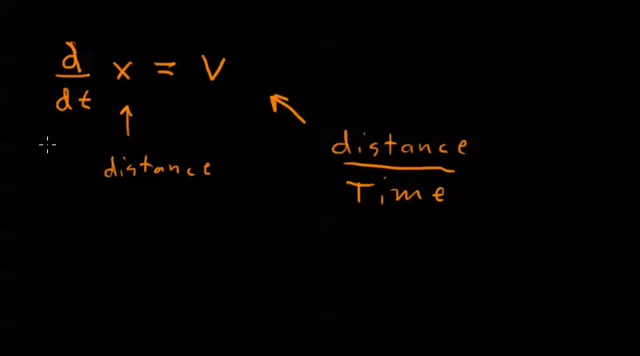 d/dt x = V
distance
distance
Time